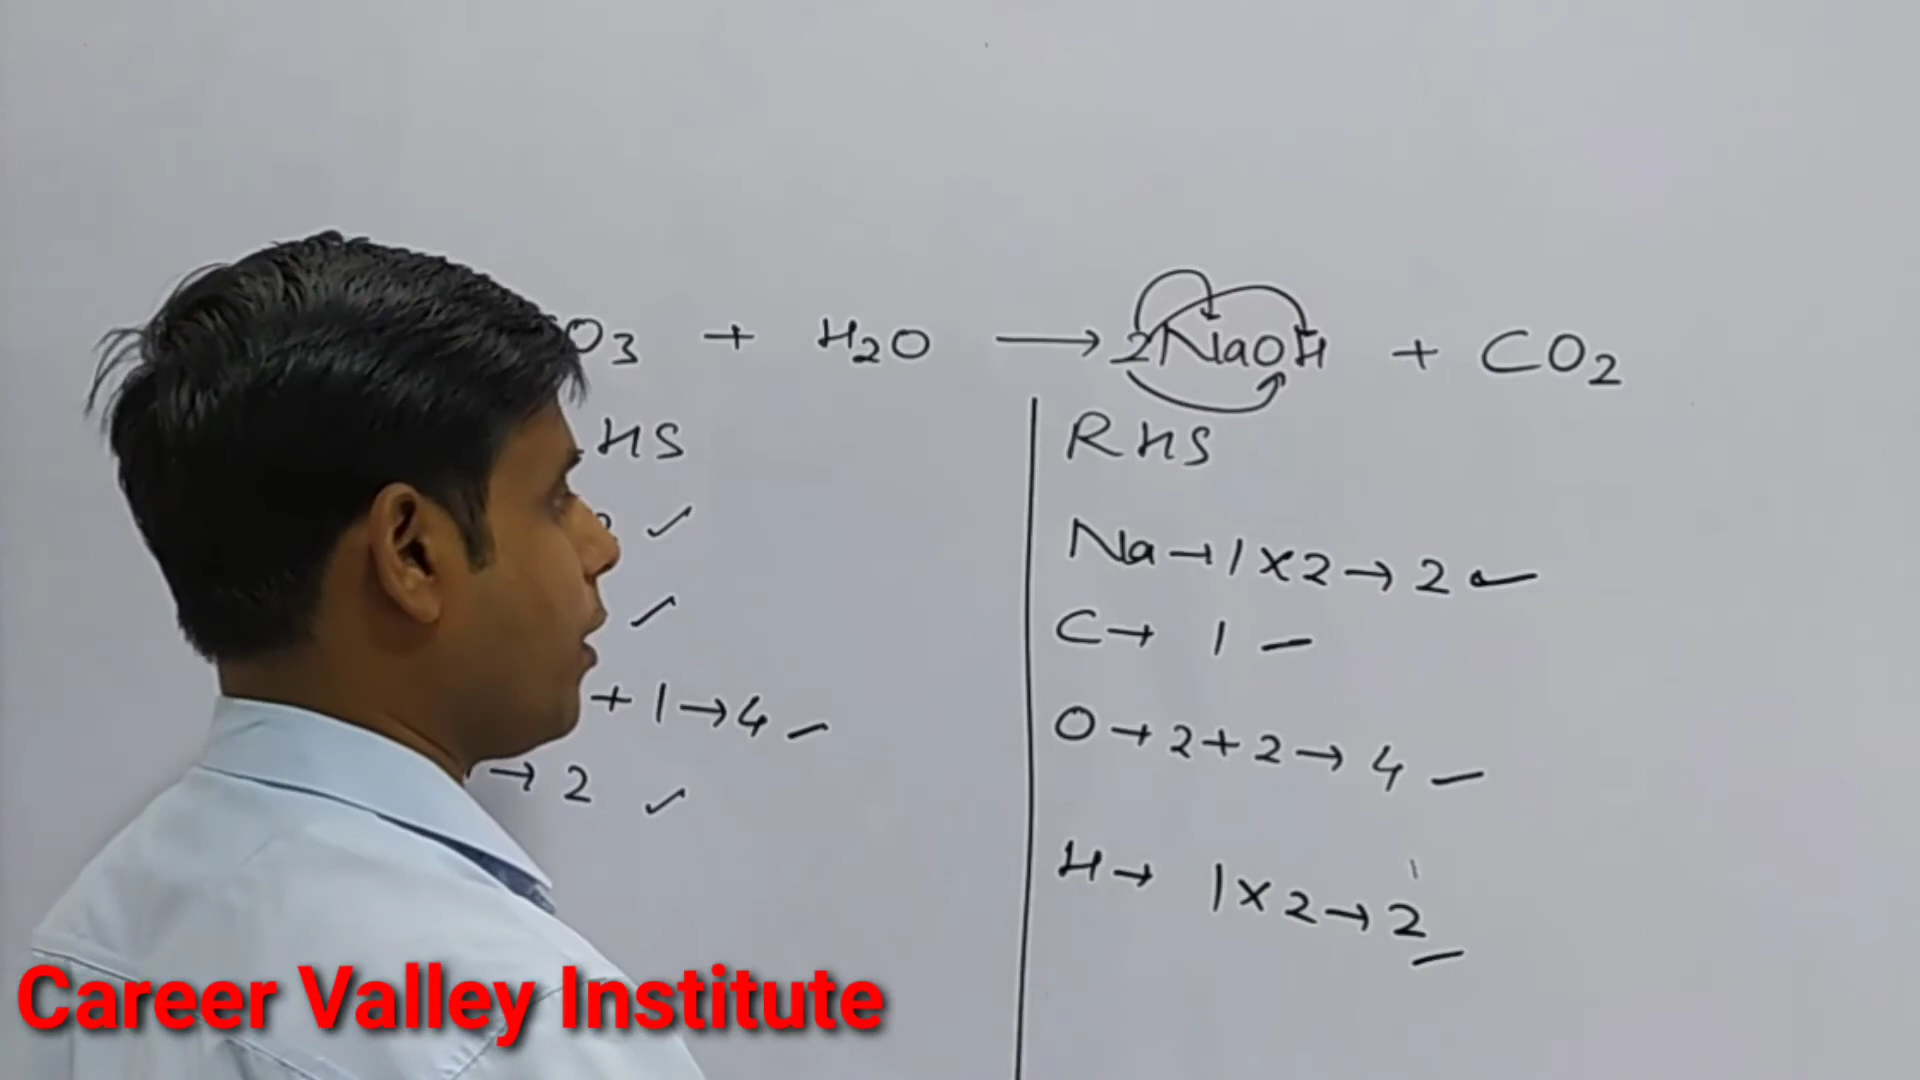 O3 + H2O → 2NaOH + CO2
HS
RHS
✓
Na → 1 x 2 → 2
✓
C → 1
+ 1 → 4
O → 2 + 2 → 4
→ 2 ✓
H → 1 x 2 → 2
Career Valley Institute